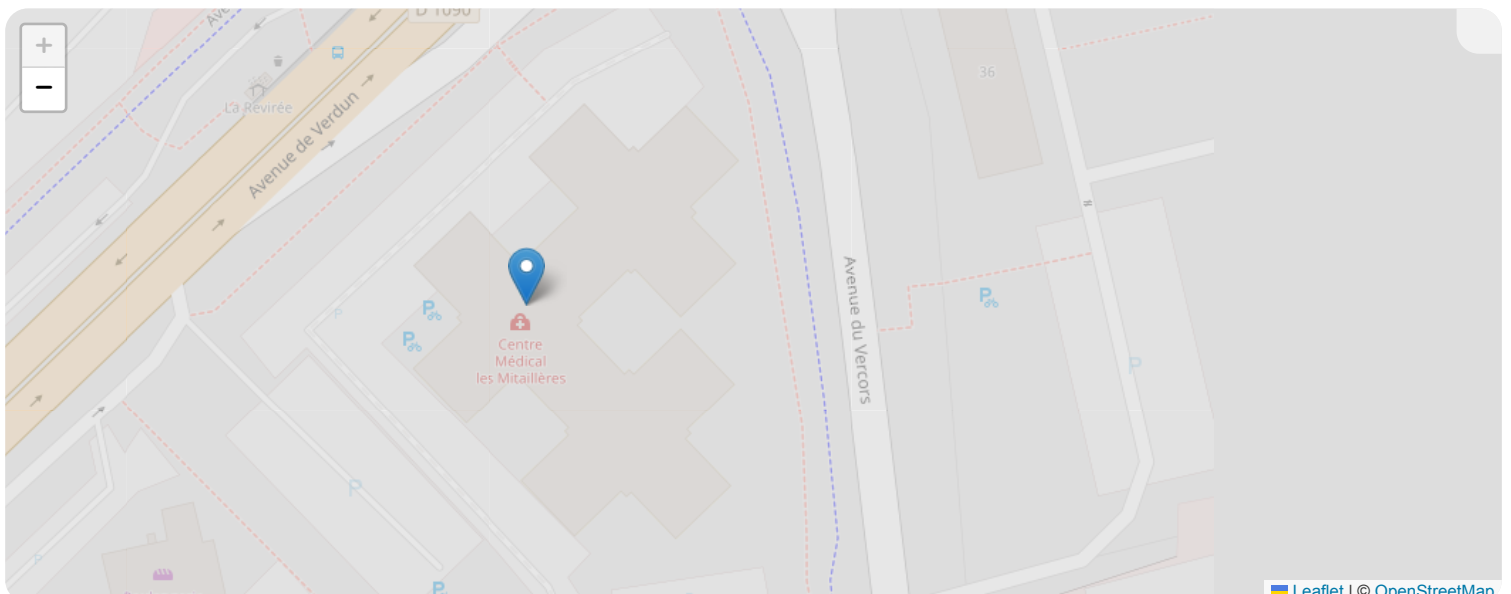 +
−
D 1090
La Revirée
Avenue de Verdun
36
P
P
P
Centre
Médical
les Mitaillères
Avenue du Vercors
P
P
P
P
P
Leaflet | © OpenStreetMap